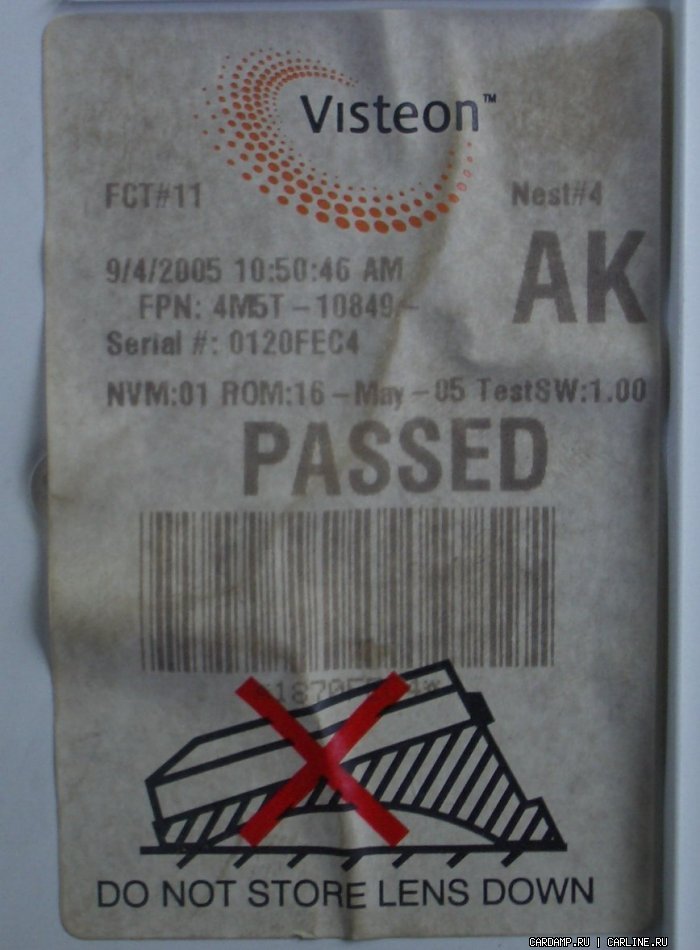 Visteon™
FCT#11 Nest#4
AK
9/4/2005 10:50:46 AM
FPN: 4M5T-10849-
Serial #: 0120FEC4
NVM:01 ROM:16-May-05 TestSW:1.00
PASSED
DO NOT STORE LENS DOWN
CARDAMP.RU | CARLINE.RU